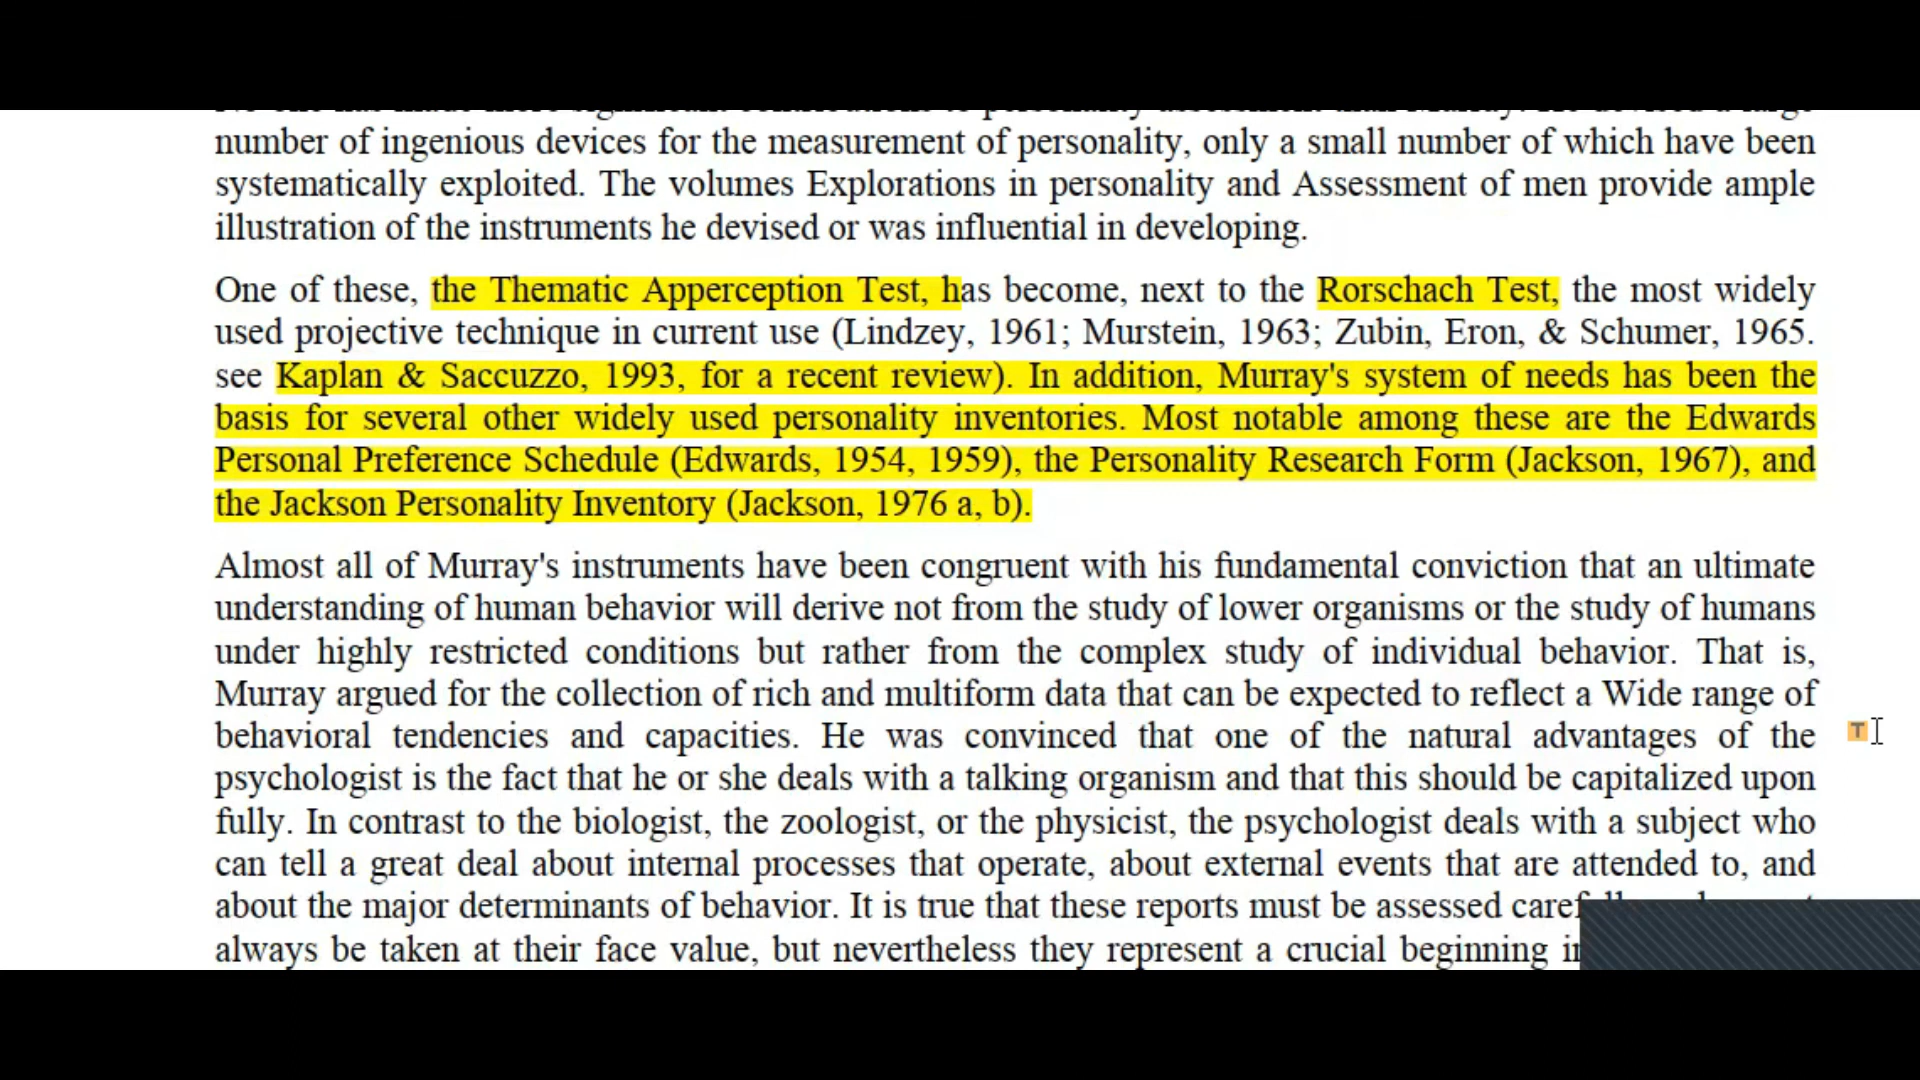 number of ingenious devices for the measurement of personality, only a small number of which have been
systematically exploited. The volumes Explorations in personality and Assessment of men provide ample
illustration of the instruments he devised or was influential in developing.
One of these, the Thematic Apperception Test, has become, next to the Rorschach Test, the most widely
used projective technique in current use (Lindzey, 1961; Murstein, 1963; Zubin, Eron, & Schumer, 1965.
see Kaplan & Saccuzzo, 1993, for a recent review). In addition, Murray's system of needs has been the
basis for several other widely used personality inventories. Most notable among these are the Edwards
Personal Preference Schedule (Edwards, 1954, 1959), the Personality Research Form (Jackson, 1967), and
the Jackson Personality Inventory (Jackson, 1976 a, b).
Almost all of Murray's instruments have been congruent with his fundamental conviction that an ultimate
understanding of human behavior will derive not from the study of lower organisms or the study of humans
under highly restricted conditions but rather from the complex study of individual behavior. That is,
Murray argued for the collection of rich and multiform data that can be expected to reflect a Wide range of
behavioral tendencies and capacities. He was convinced that one of the natural advantages of the
psychologist is the fact that he or she deals with a talking organism and that this should be capitalized upon
fully. In contrast to the biologist, the zoologist, or the physicist, the psychologist deals with a subject who
can tell a great deal about internal processes that operate, about external events that are attended to, and
about the major determinants of behavior. It is true that these reports must be assessed
always be taken at their face value, but nevertheless they represent a crucial beginning
T